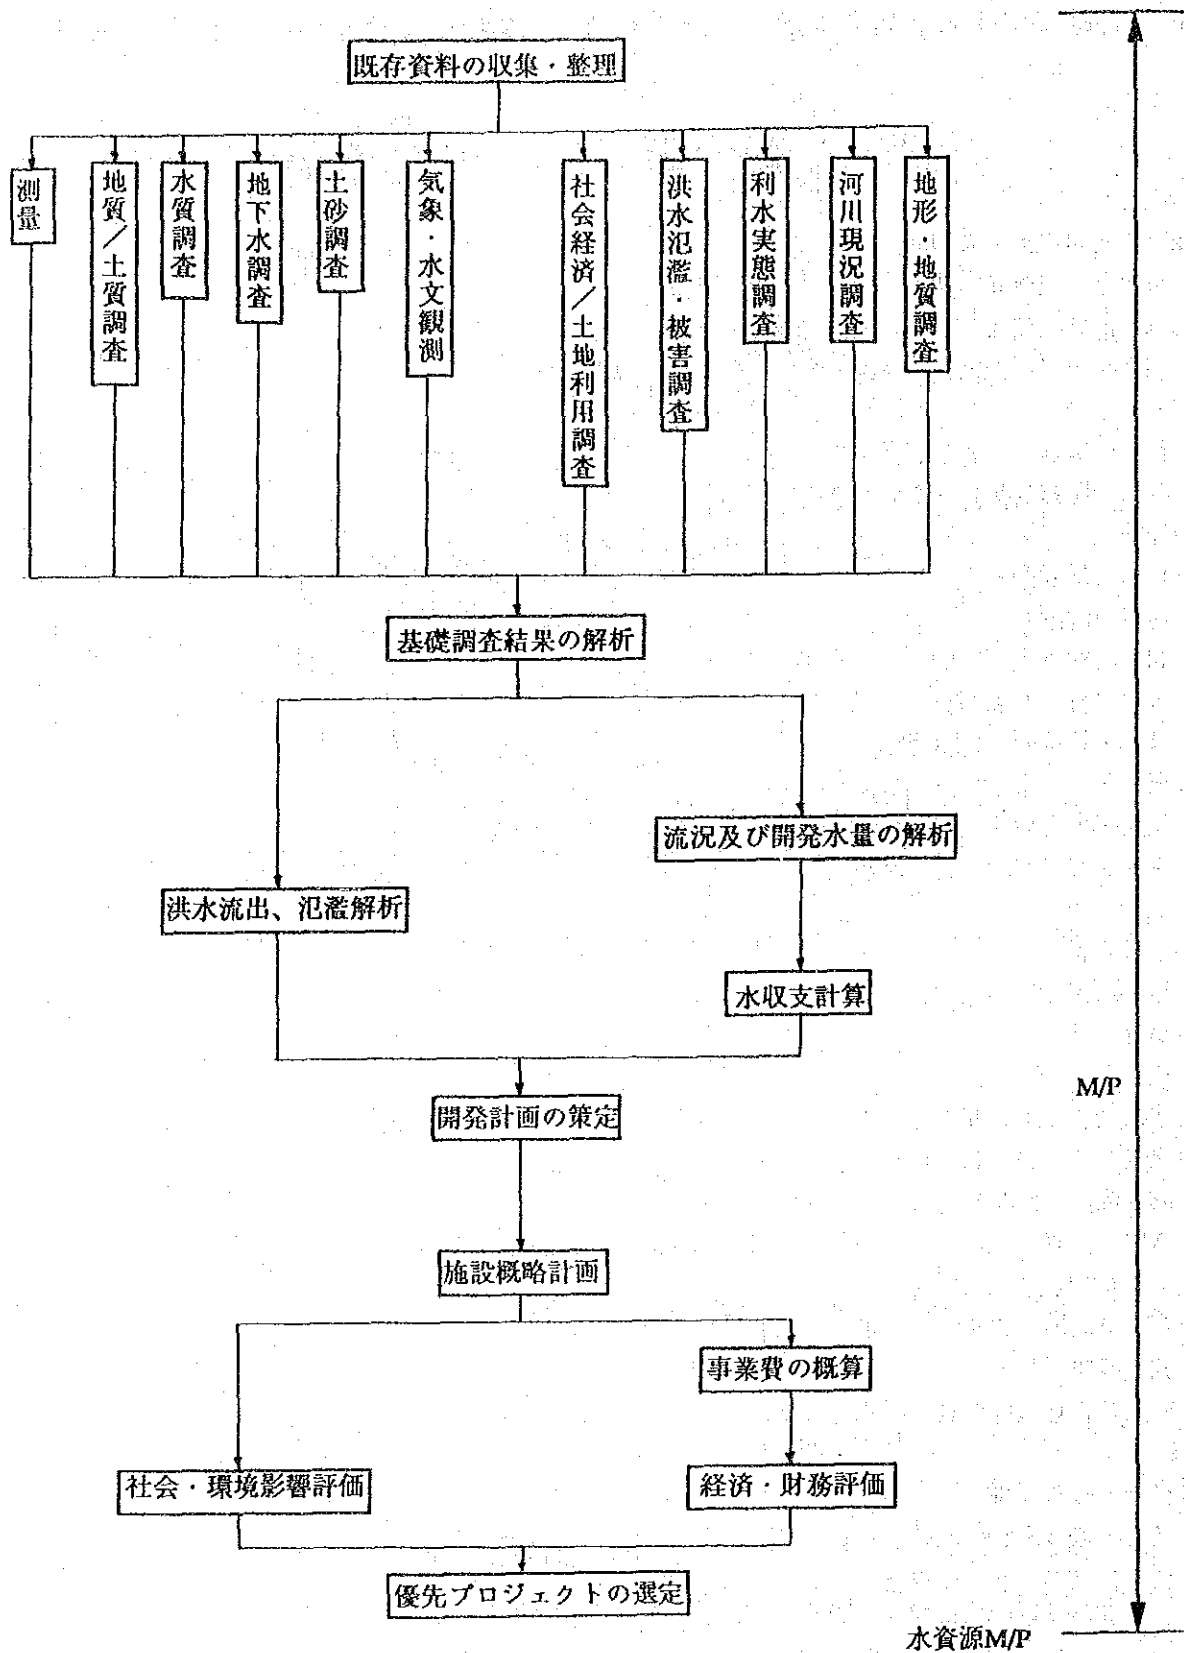 既存資料の収集・整理
測量
地質／土質調査
水質調査
地下水調査
土砂調査
気象・水文観測
社会経済／土地利用調査
洪水氾濫・被害調査
利水実態調査
河川現況調査
地形・地質調査
基礎調査結果の解析
流況及び開発水量の解析
洪水流出、氾濫解析
水収支計算
M/P
開発計画の策定
施設概略計画
事業費の概算
社会・環境影響評価
経済・財務評価
優先プロジェクトの選定
水資源M/P